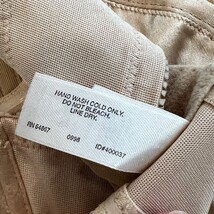 HAND WASH COLD ONLY.
DO NOT BLEACH.
LINE DRY.
RN 64867 0998 ID#400037